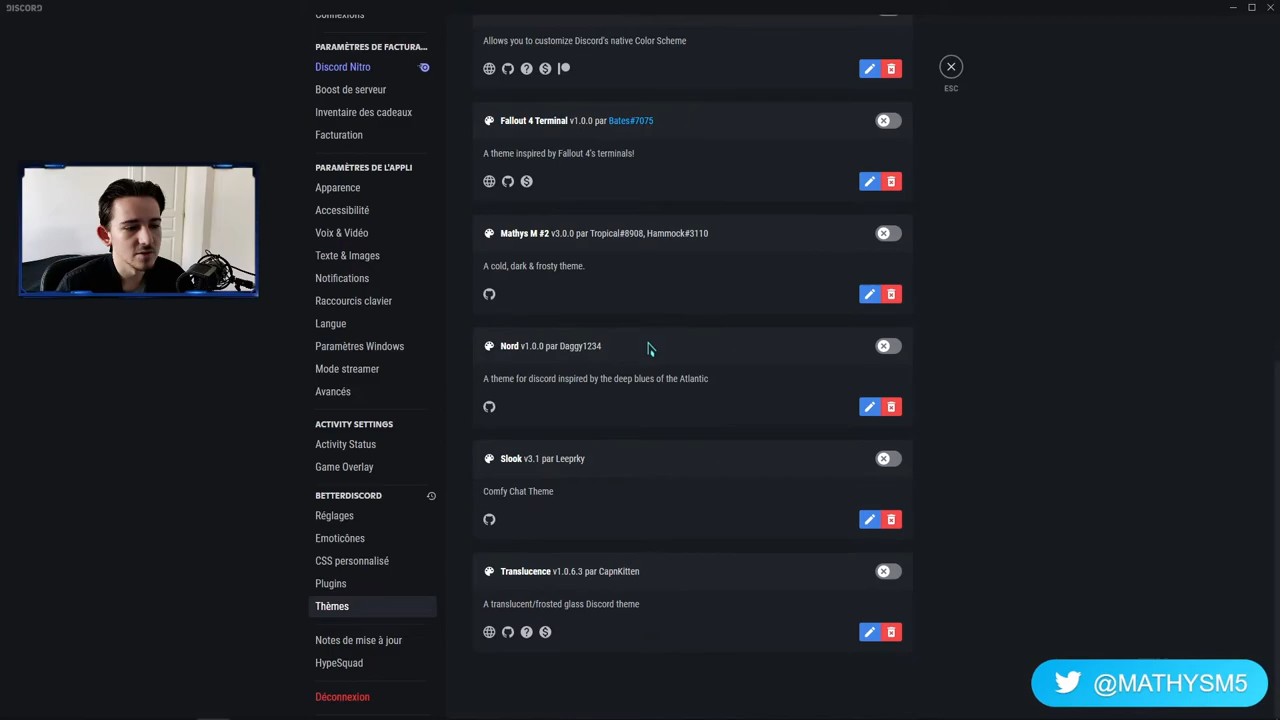 DISCORD
Connexions
PARAMÈTRES DE FACTURA...
Discord Nitro
Boost de serveur
Inventaire des cadeaux
Facturation
PARAMÈTRES DE L'APPLI
Apparence
Accessibilité
Voix & Vidéo
Texte & Images
Notifications
Raccourcis clavier
Langue
Paramètres Windows
Mode streamer
Avancés
ACTIVITY SETTINGS
Activity Status
Game Overlay
BETTERDISCORD
Réglages
Emoticônes
CSS personnalisé
Plugins
Thèmes
Notes de mise à jour
HypeSquad
Déconnexion
Allows you to customize Discord's native Color Scheme
Fallout 4 Terminal v1.0.0 par Bates#7075
A theme inspired by Fallout 4's terminals!
Mathys M #2 v3.0.0 par Tropical#8908, Hammock#3110
A cold, dark & frosty theme.
Nord v1.0.0 par Daggy1234
A theme for discord inspired by the deep blues of the Atlantic
Slook v3.1 par Leeprky
Comfy Chat Theme
Translucence v1.0.6.3 par CapnKitten
A translucent/frosted glass Discord theme
ESC
@MATHYSM5